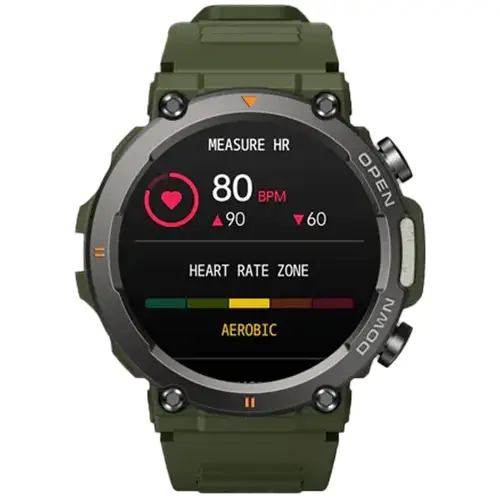 MEASURE HR
80 BPM
▲90 ▼60
HEART RATE ZONE
AEROBIC
OPEN
DOWN